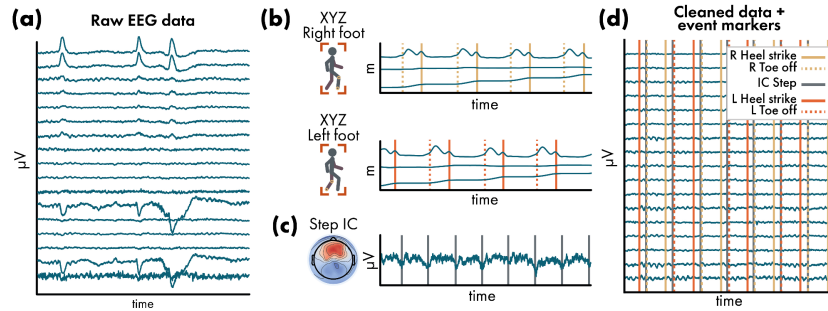 (a)
Raw EEG data
µV
time
(b)
XYZ
Right foot
m
time
XYZ
Left foot
m
time
(c)
Step IC
µV
time
(d)
Cleaned data +
event markers
R Heel strike
R Toe off
IC Step
L Heel strike
L Toe off
µV
time